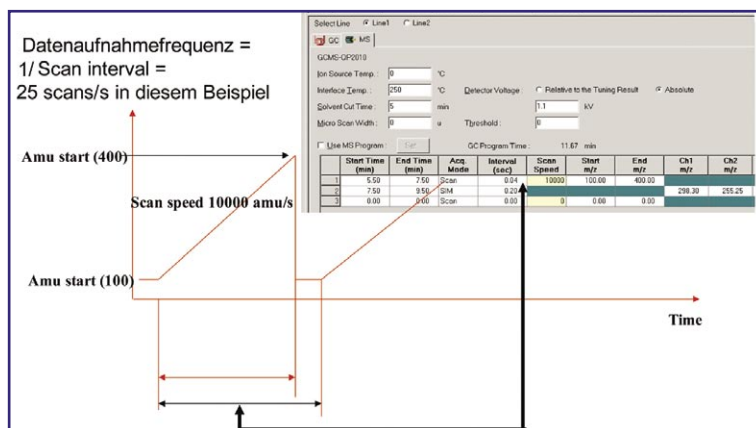 Datenaufnahmefrequenz =
1/ Scan interval =
25 scans/s in diesem Beispiel
Select Line Line1 Line2
GC MS
GCMS-QP2010
Ion Source Temp.: 0 °C
Interface Temp.: 250 °C Detector Voltage: Relative to the Tuning Result Absolute
Solvent Cut Time: 5 min 1.1 kV
Micro Scan Width: 0 u Threshold: 0
Use MS Program: Set GC Program Time: 11.67 min
Start Time (min) End Time (min) Acq. Mode Interval (sec) Scan Speed Start m/z End m/z Ch1 m/z Ch2 m/z
1 5.50 7.50 Scan 0.04 10000 100.00 400.00
2 7.50 9.50 SIM 0.20 298.30 255.25
3 0.00 0.00 Scan 0.00 0 0.00 0.00
Amu start (400)
Scan speed 10000 amu/s
Amu start (100)
Time